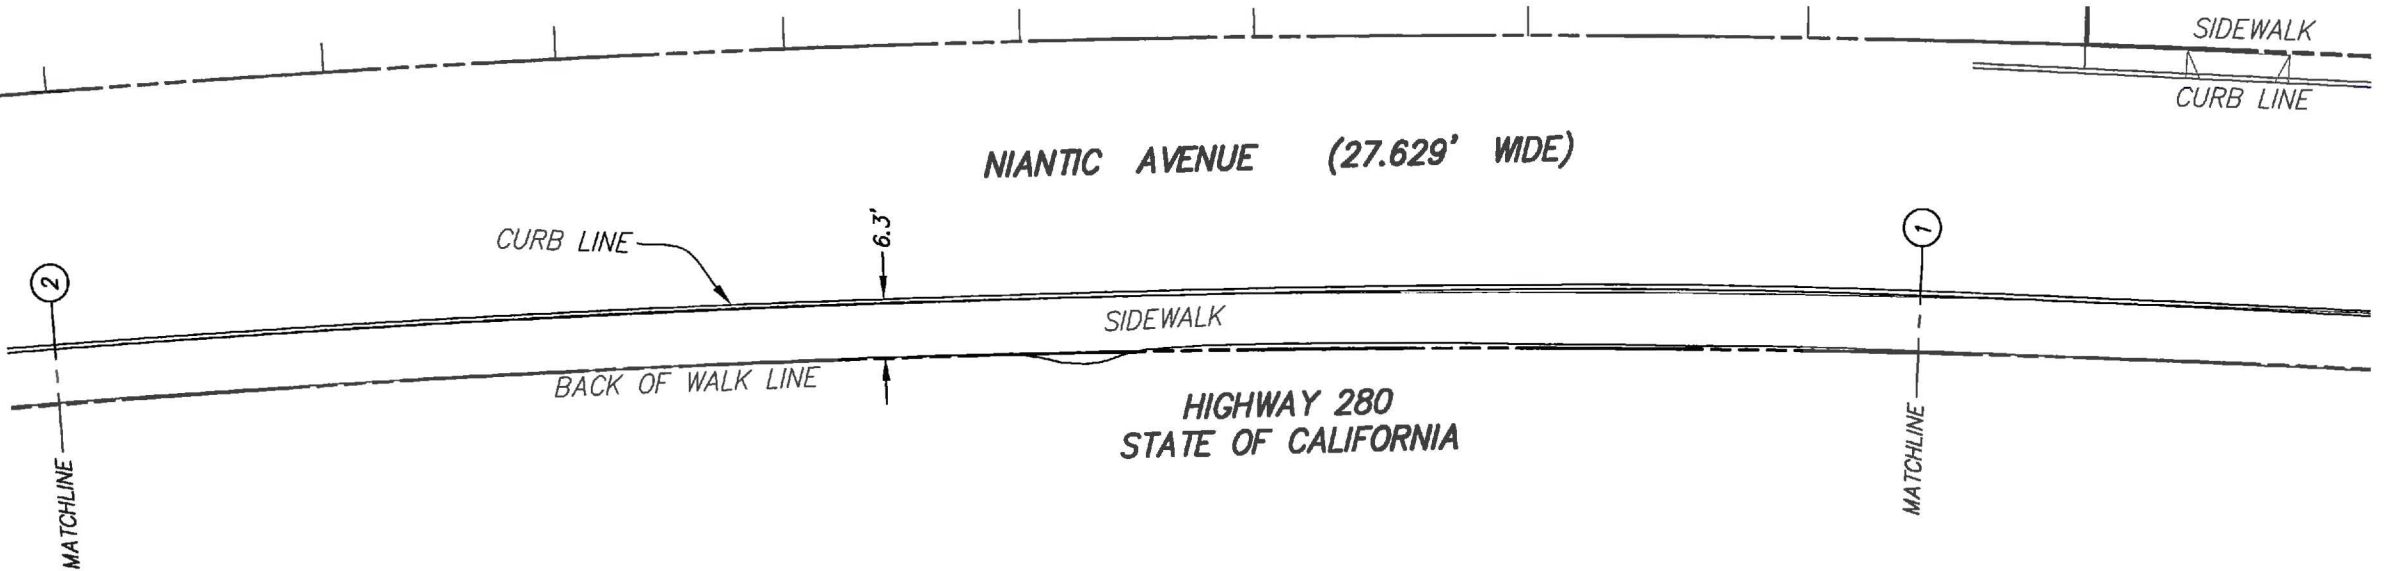 SIDEWALK
CURB LINE
NIANTIC AVENUE (27.629' WIDE)
6.3'
1
CURB LINE
2
SIDEWALK
BACK OF WALK LINE
HIGHWAY 280
STATE OF CALIFORNIA
MATCHLINE
MATCHLINE